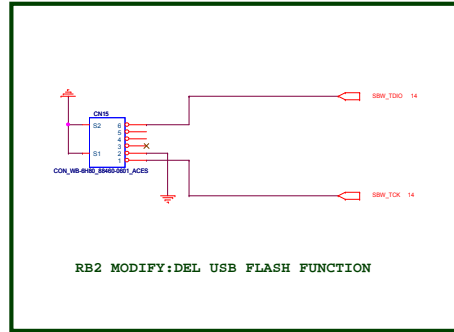 SBW_TDIO 14
CN15
S2 6
5
4
3
S1 2
1
CON_WB-6H80_88460-0601_ACES
SBW_TCK 14
RB2 MODIFY:DEL USB FLASH FUNCTION